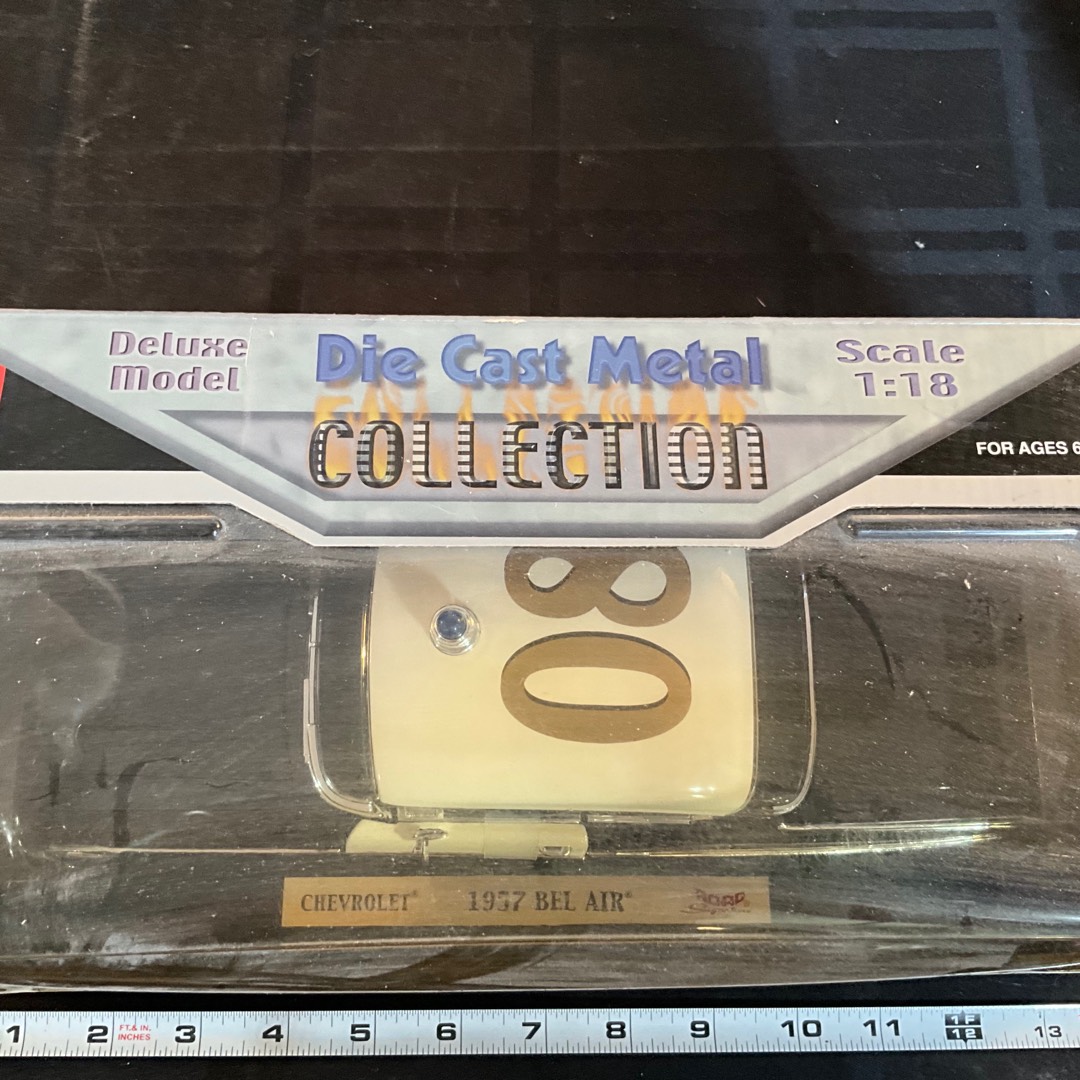 Deluxe Model
Die Cast Metal
COLLECTION
Scale 1:18
FOR AGES 6
80
CHEVROLET® 1957 BEL AIR® ROAD
1 2 FT.& IN. INCHES 3 4 5 6 7 8 9 10 11 1F 12 13